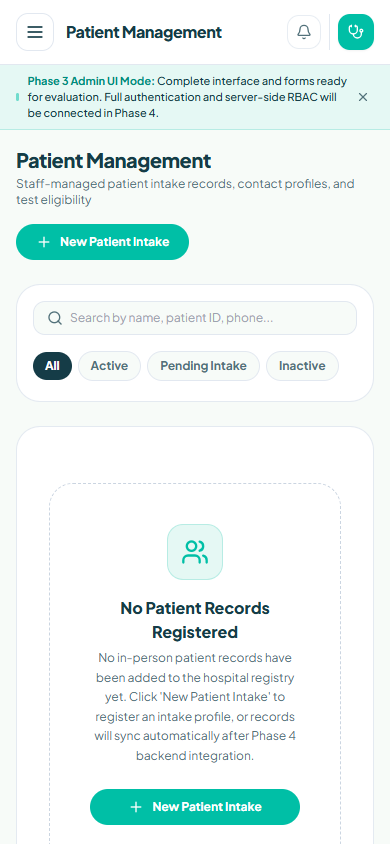 Patient Management
Phase 3 Admin UI Mode: Complete interface and forms ready
for evaluation. Full authentication and server-side RBAC will
be connected in Phase 4.
Patient Management
Staff-managed patient intake records, contact profiles, and
test eligibility
New Patient Intake
Search by name, patient ID, phone...
All Active Pending Intake Inactive
No Patient Records
Registered
No in-person patient records have
been added to the hospital registry
yet. Click 'New Patient Intake' to
register an intake profile, or records
will sync automatically after Phase 4
backend integration.
New Patient Intake